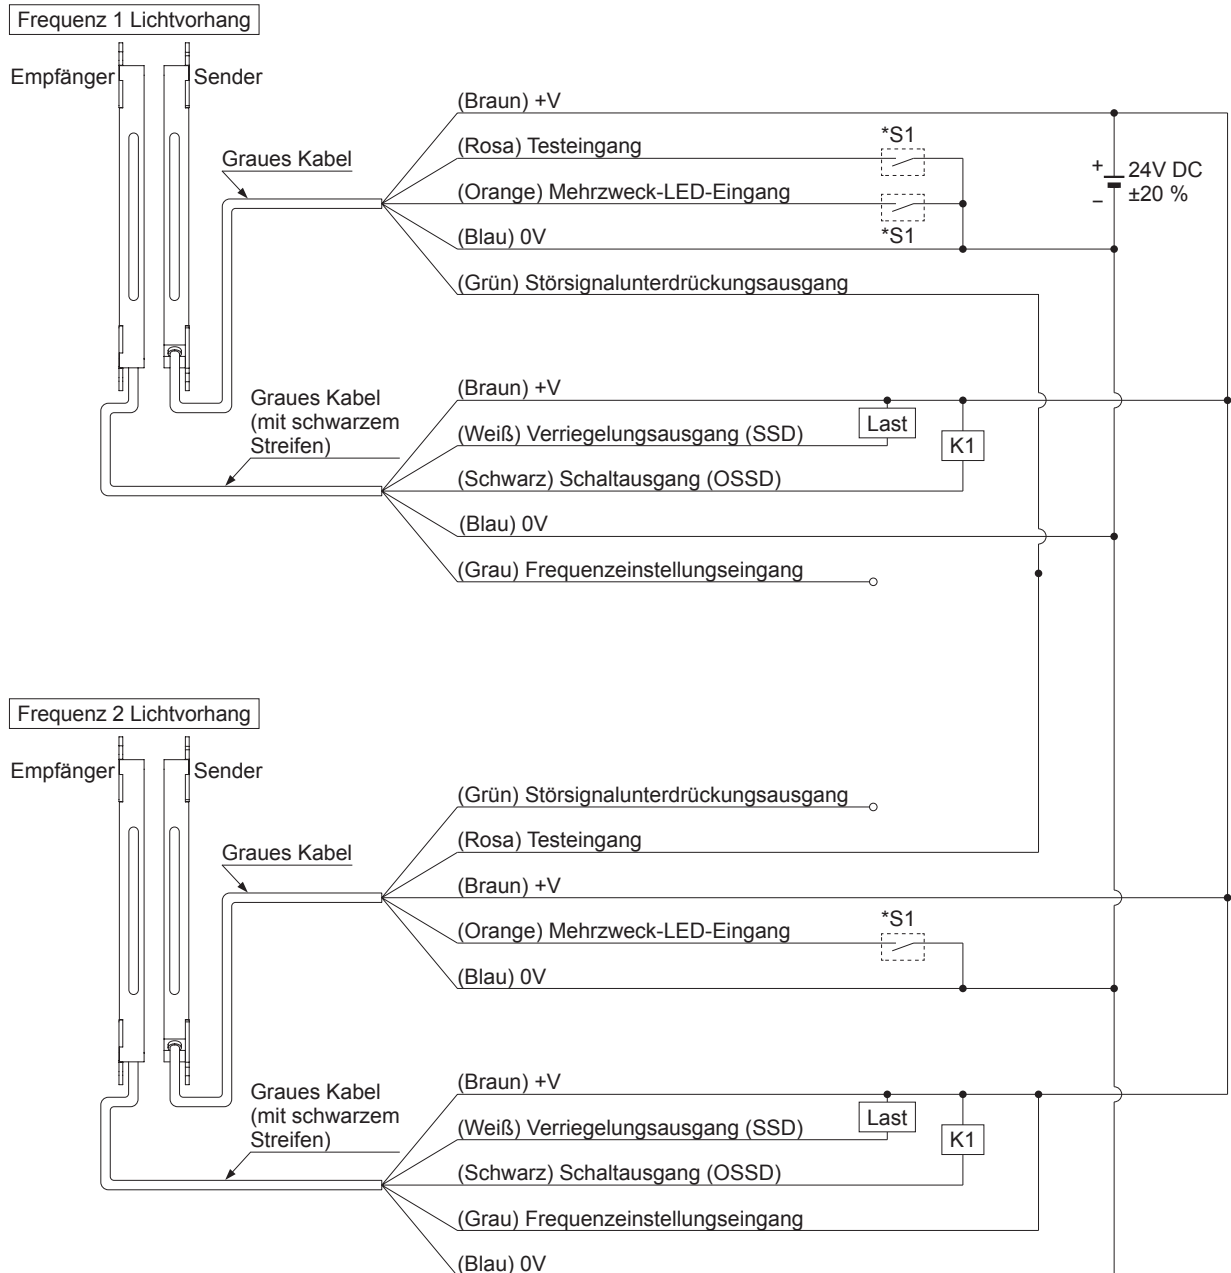 Frequenz 1 Lichtvorhang
Empfänger
Sender
(Braun) +V
*S1
(Rosa) Testeingang
Graues Kabel
+
24V DC
(Orange) Mehrzweck-LED-Eingang
–
±20 %
(Blau) 0V
*S1
(Grün) Störsignalunterdrückungsausgang
(Braun) +V
Graues Kabel
(mit schwarzem
Streifen)
Last
(Weiß) Verriegelungsausgang (SSD)
K1
(Schwarz) Schaltausgang (OSSD)
(Blau) 0V
(Grau) Frequenzeinstellungseingang
Frequenz 2 Lichtvorhang
Empfänger
Sender
(Grün) Störsignalunterdrückungsausgang
(Rosa) Testeingang
Graues Kabel
(Braun) +V
*S1
(Orange) Mehrzweck-LED-Eingang
(Blau) 0V
(Braun) +V
Graues Kabel
(mit schwarzem
Streifen)
Last
(Weiß) Verriegelungsausgang (SSD)
K1
(Schwarz) Schaltausgang (OSSD)
(Grau) Frequenzeinstellungseingang
(Blau) 0V